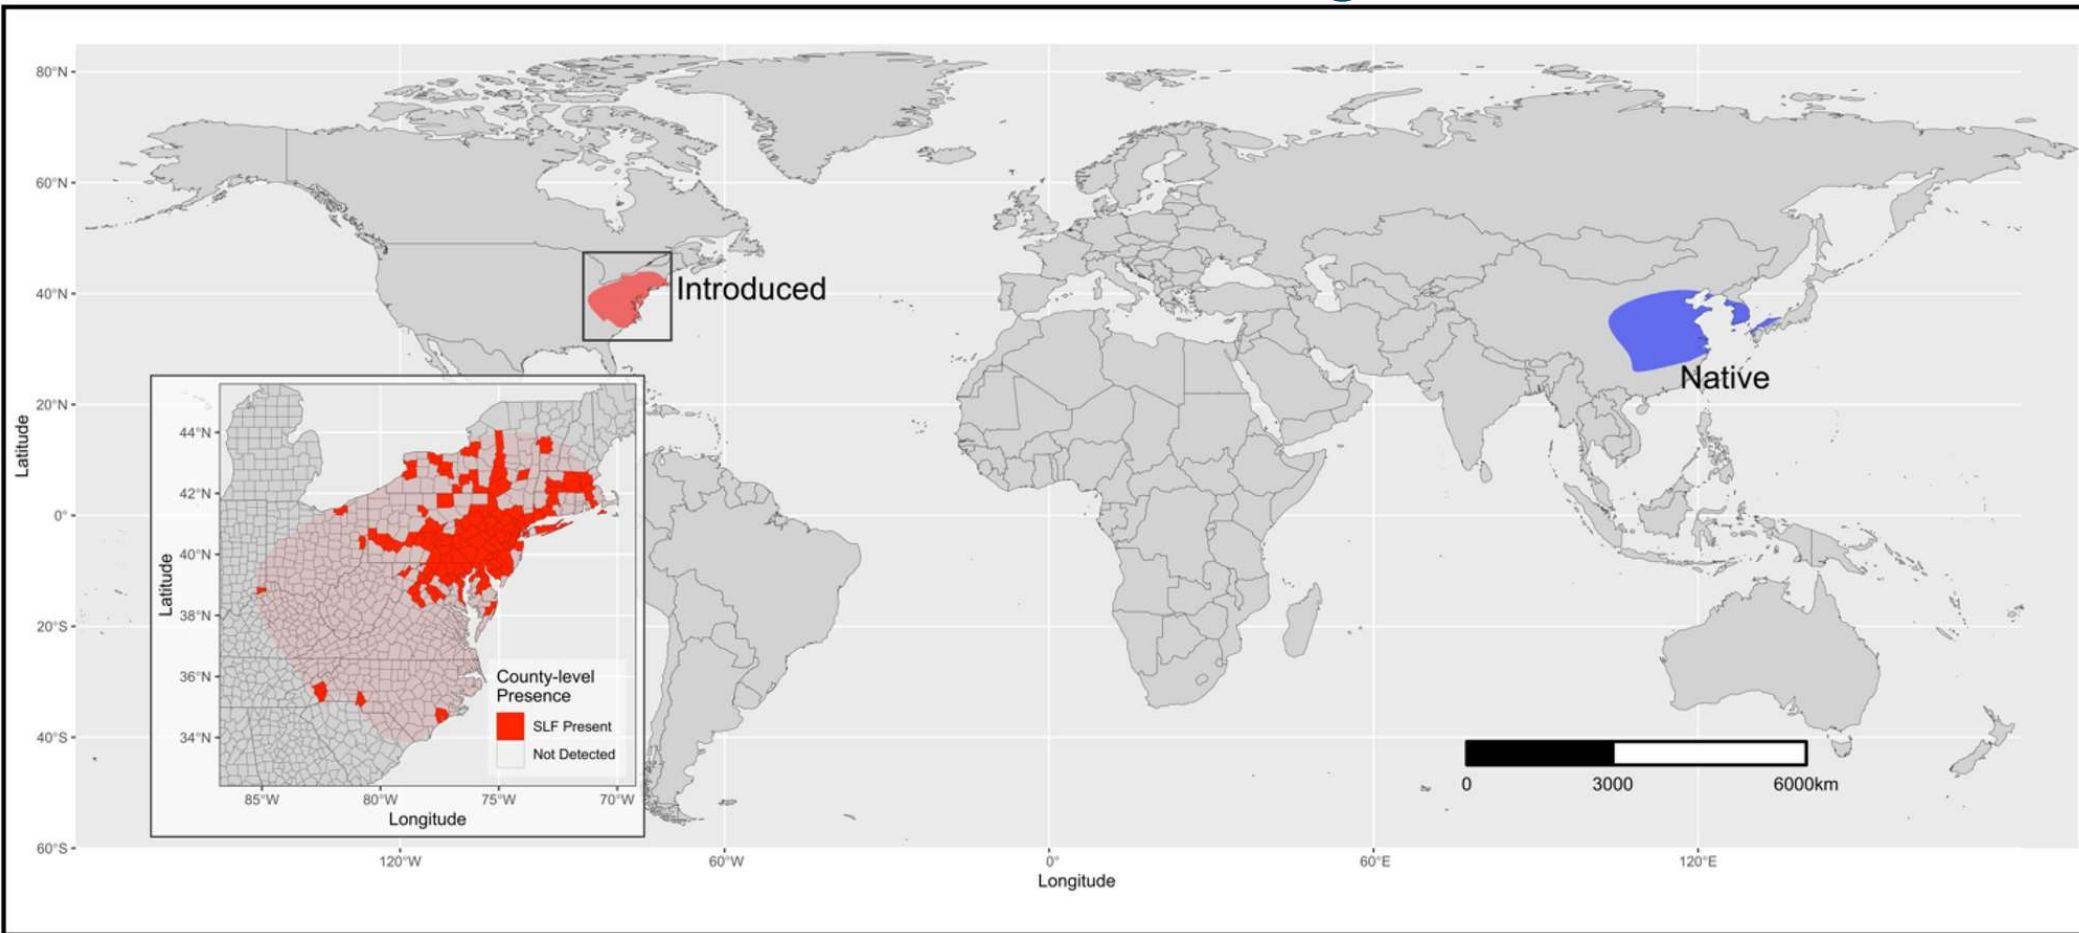 80°N
60°N
40°N
20°N
0°
20°S
40°S
60°S
Latitude
120°W
60°W
0°
60°E
120°E
Longitude
Introduced
Native
0
3000
6000km
44°N
42°N
40°N
38°N
36°N
34°N
Latitude
85°W
80°W
75°W
70°W
Longitude
County-level
Presence
SLF Present
Not Detected